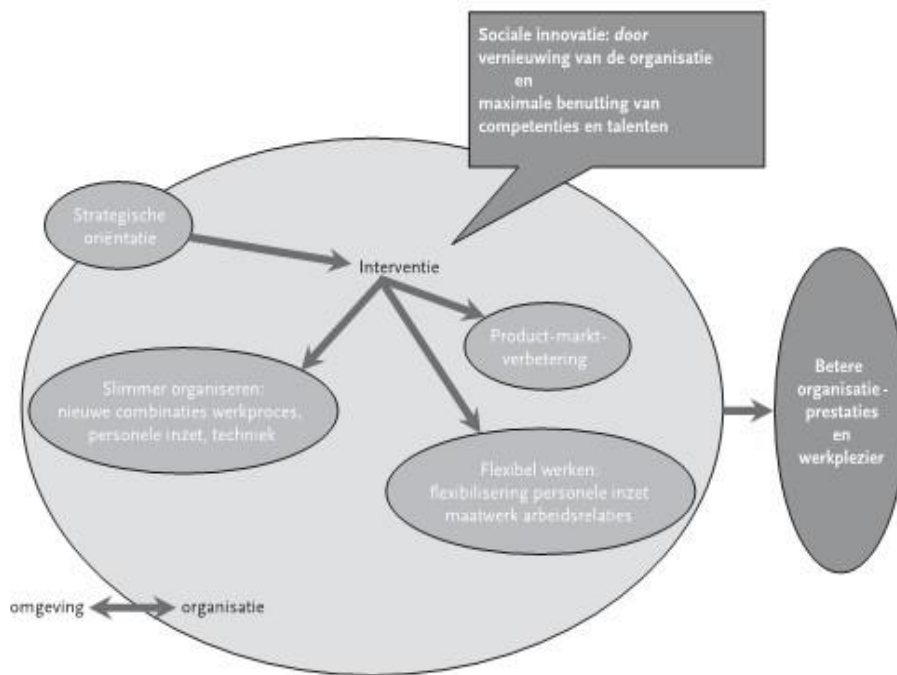 Sociale innovatie: door
vernieuwing van de organisatie
en
maximale benutting van
competenties en talenten
Strategische
oriëntatie
Interventie
Product-markt-
verbetering
Slimmer organiseren:
nieuwe combinaties werkproces,
personele inzet, techniek
Flexibel werken:
flexibilisering personele inzet
maatwerk arbeidsrelaties
Betere
organisatie-
prestaties
en
werkplezier
omgeving
organisatie